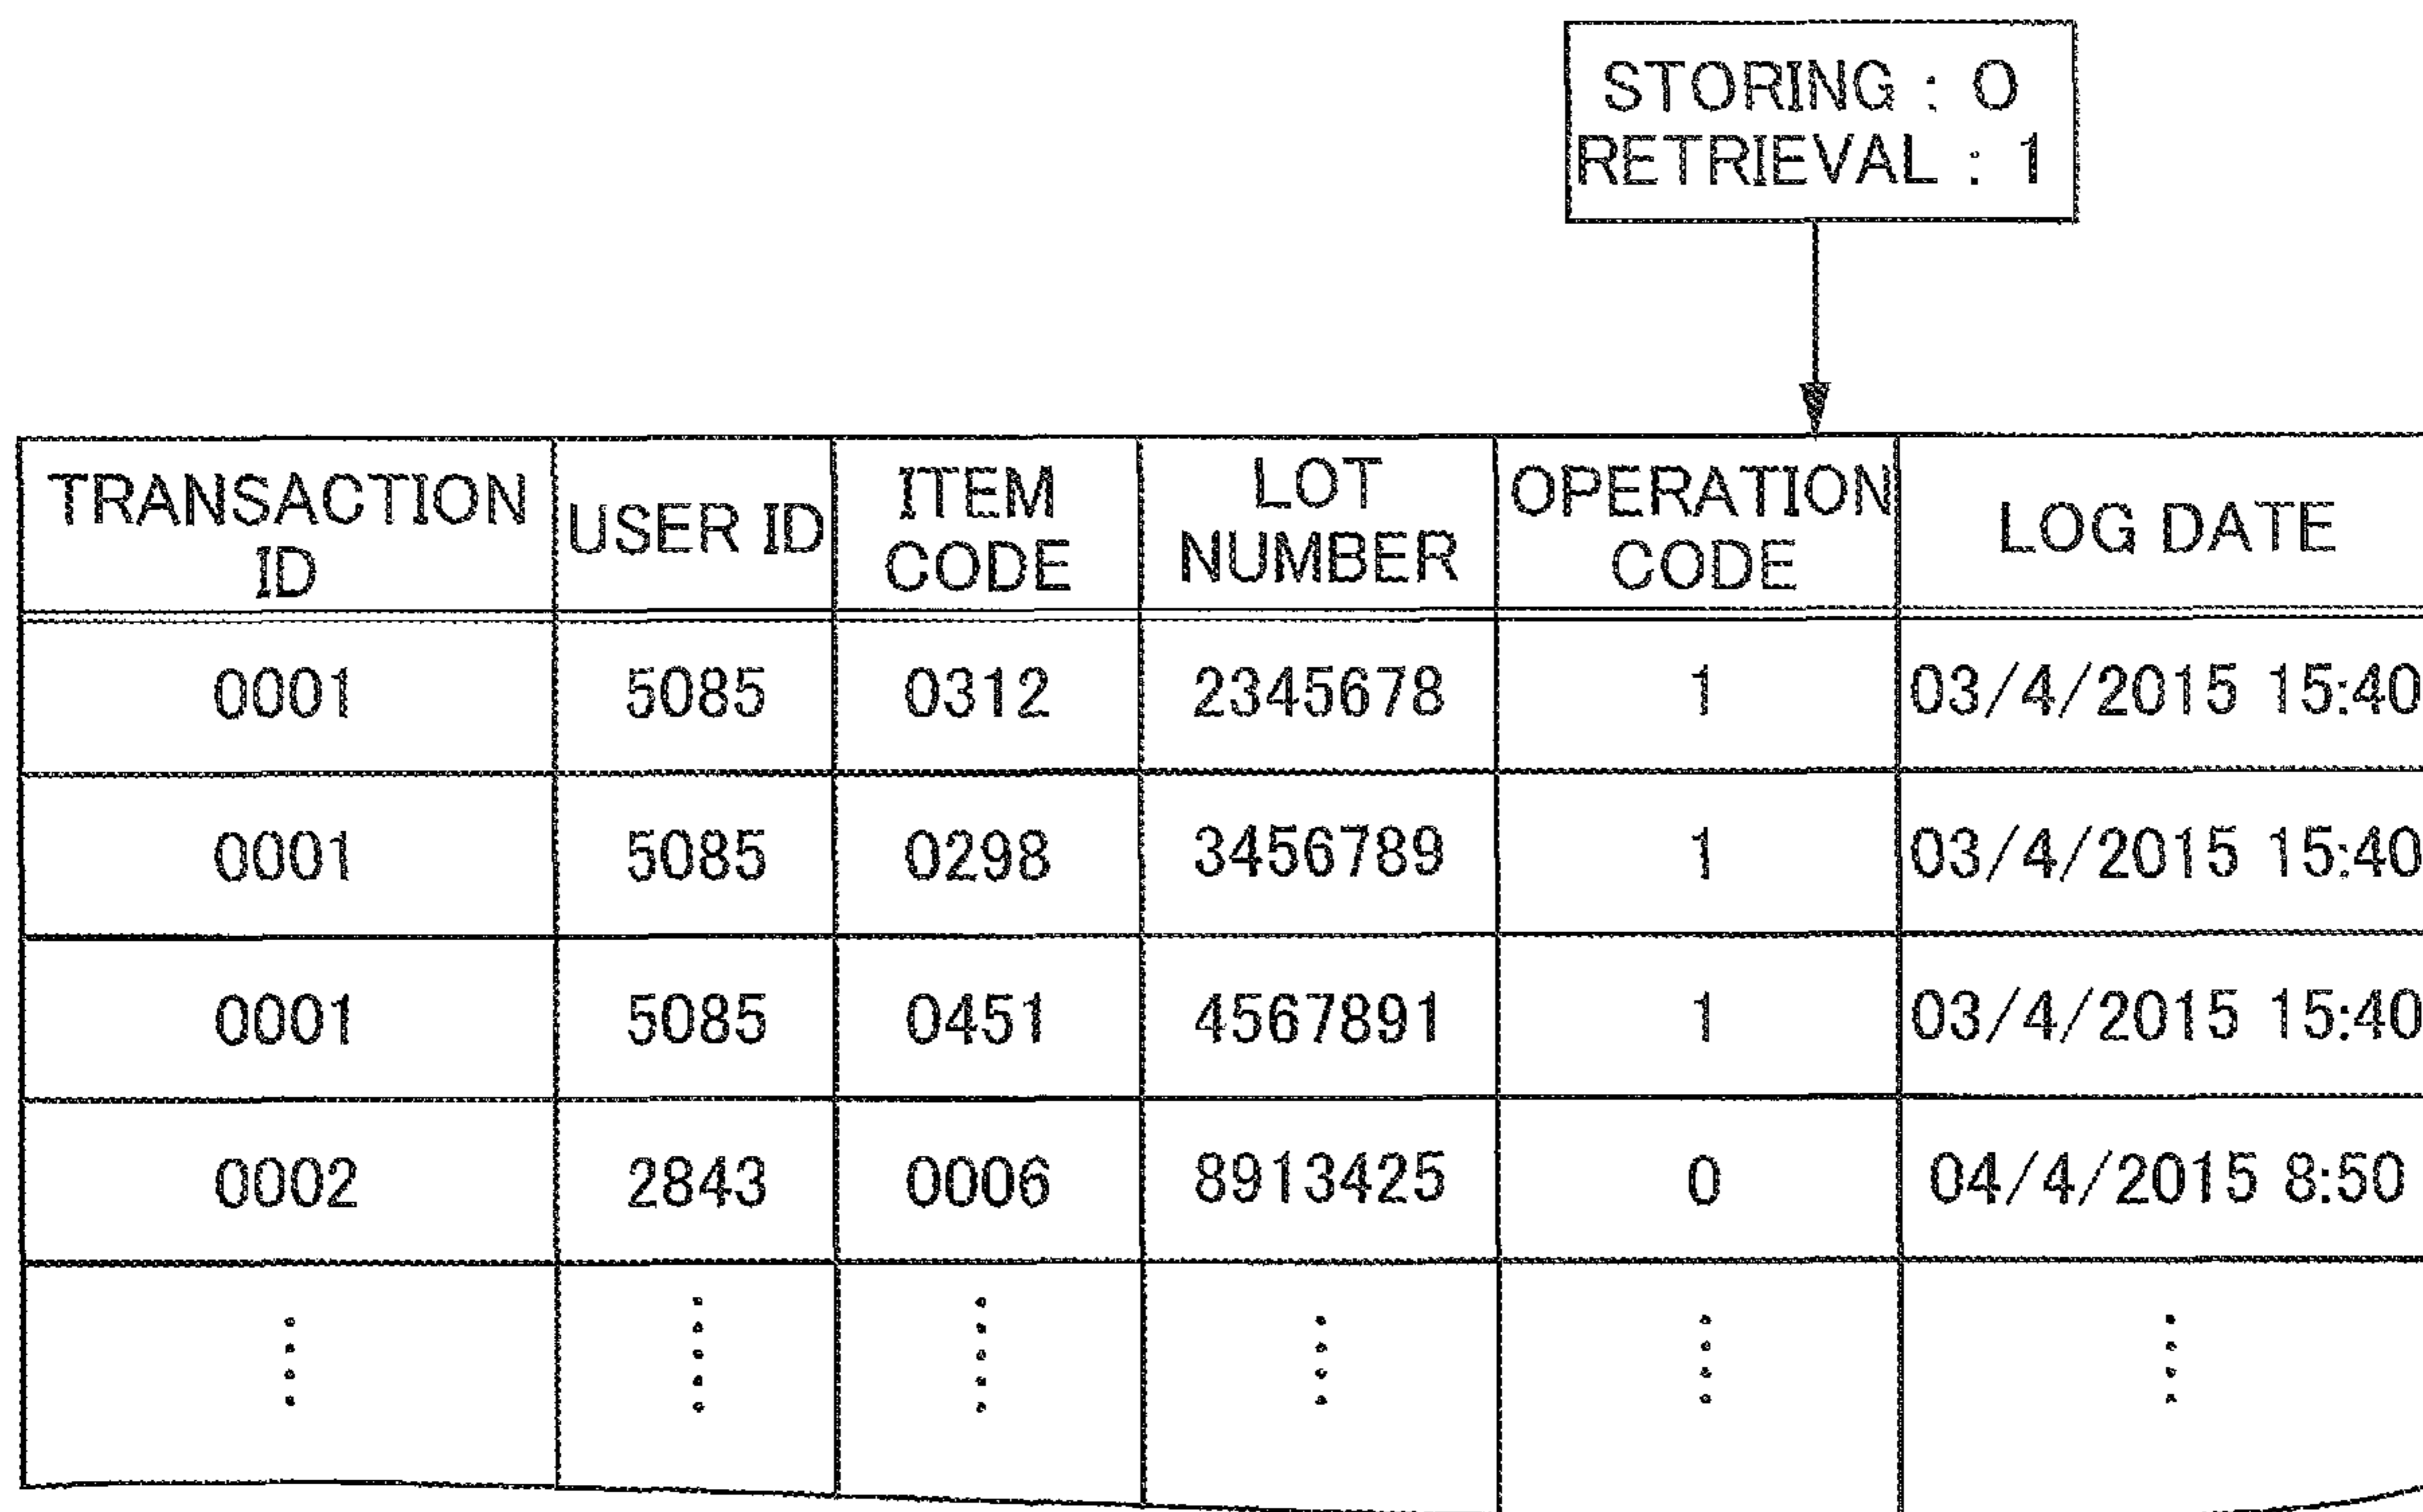 STORING : 0
RETRIEVAL : 1
TRANSACTION ID USER ID ITEM CODE LOT NUMBER OPERATION CODE LOG DATE
0001 5085 0312 2345678 1 03/4/2015 15:40
0001 5085 0298 3456789 1 03/4/2015 15:40
0001 5085 0451 4567891 1 03/4/2015 15:40
0002 2843 0006 8913425 0 04/4/2015 8:50